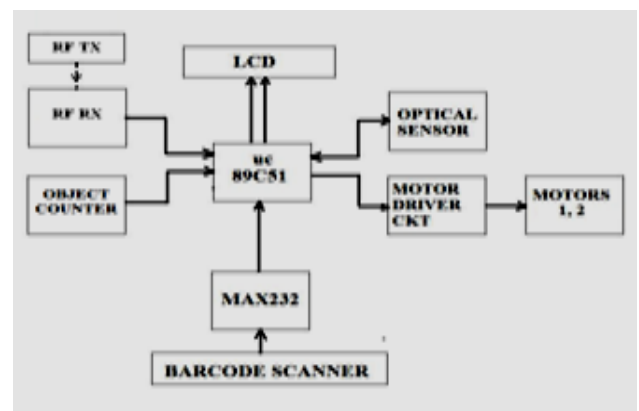 RF TX
LCD
RF RX
OPTICAL
SENSOR
uc
89C51
OBJECT
COUNTER
MOTOR
DRIVER
CKT
MOTORS
1, 2
MAX232
BARCODE SCANNER